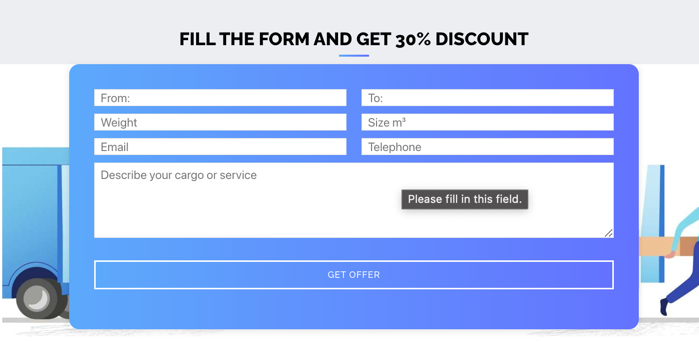 FILL THE FORM AND GET 30% DISCOUNT
From:
To:
Weight
Size m³
Email
Telephone
Describe your cargo or service
Please fill in this field.
GET OFFER